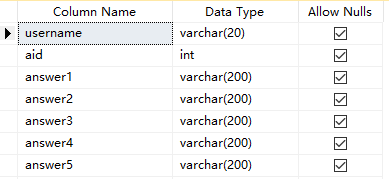 Column Name Data Type Allow Nulls
username varchar(20)
aid int
answer1 varchar(200)
answer2 varchar(200)
answer3 varchar(200)
answer4 varchar(200)
answer5 varchar(200)